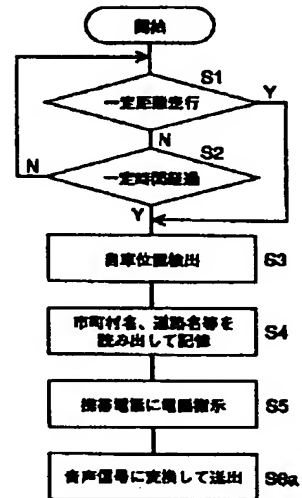 開始
S1
一定距離走行
Y
N
S2
一定時間経過
N
Y
自車位置検出
S3
市町村名、道路名等を
読み出して記憶
S4
携帯電話に電圏指示
S5
音声信号に変換して送出
S6a